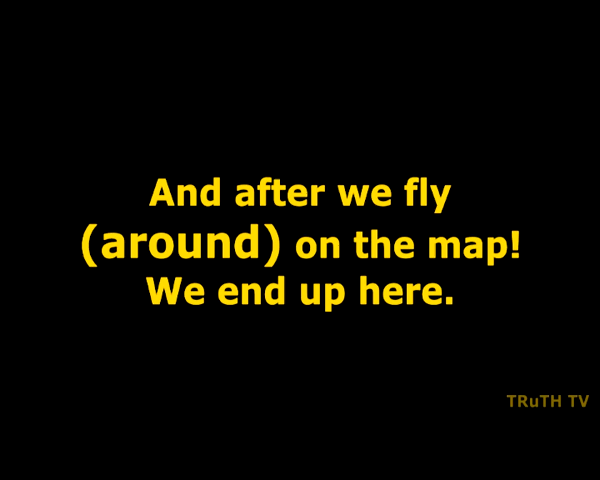 And after we fly
(around) on the map!
We end up here.
TRuTH TV